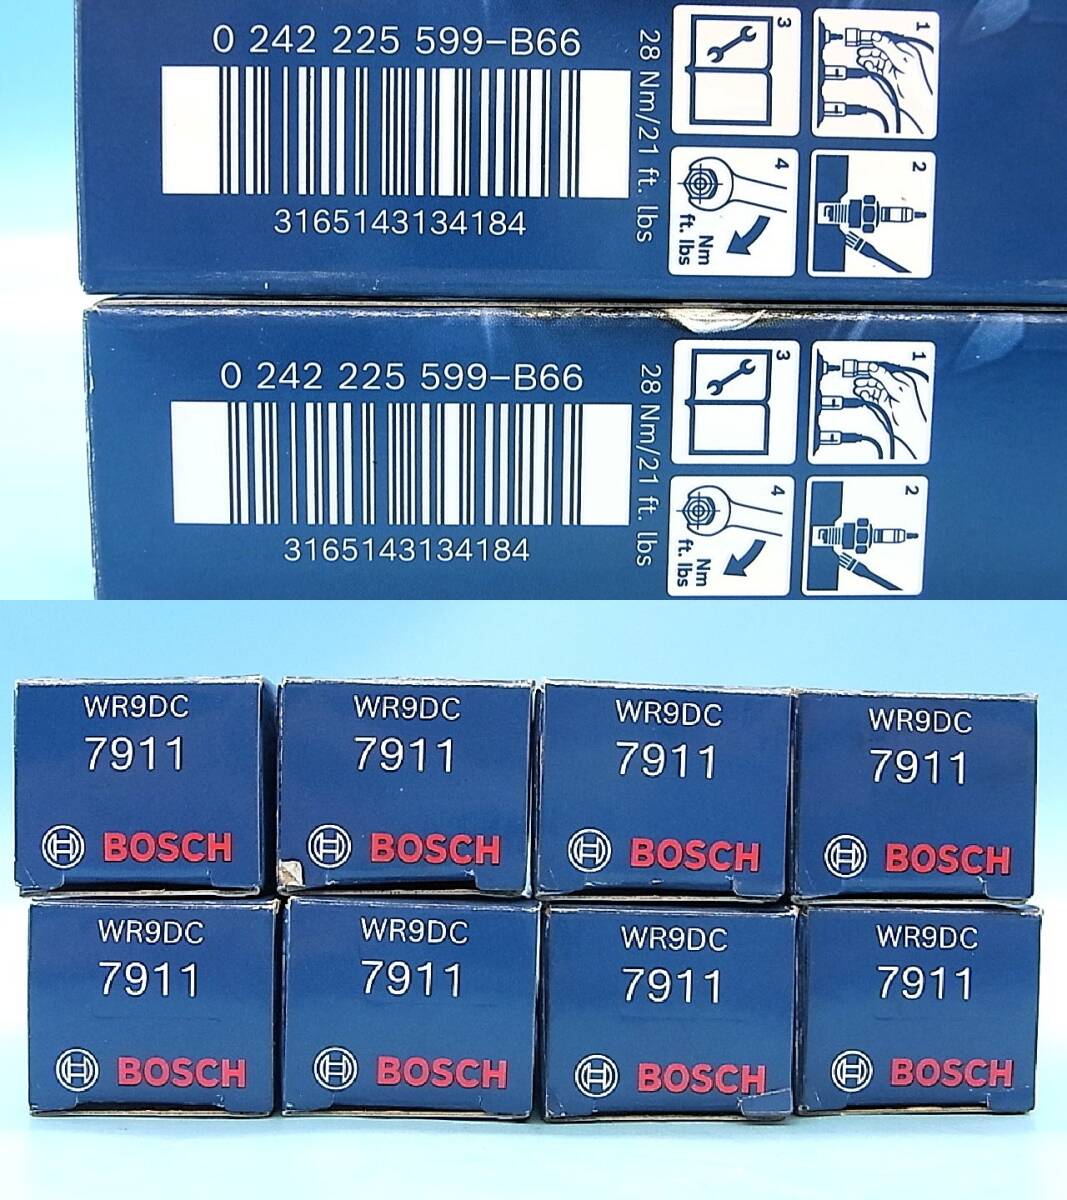 0 242 225 599-B66
3165143134184
28 Nm/21 ft. lbs
3
1
4
Nm
ft. lbs
2
0 242 225 599-B66
3165143134184
28 Nm/21 ft. lbs
3
1
4
Nm
ft. lbs
2
WR9DC
7911
BOSCH
WR9DC
7911
BOSCH
WR9DC
7911
BOSCH
WR9DC
7911
BOSCH
WR9DC
7911
BOSCH
WR9DC
7911
BOSCH
WR9DC
7911
BOSCH
WR9DC
7911
BOSCH